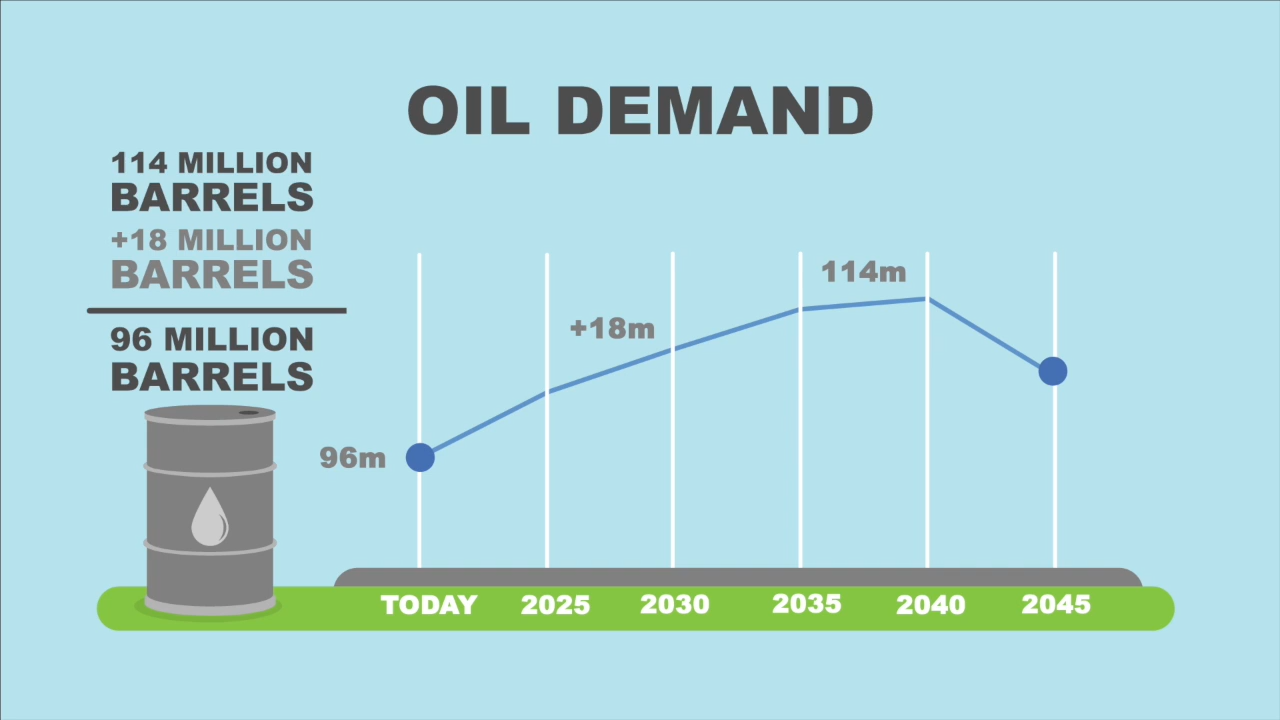 OIL DEMAND
114 MILLION
BARRELS
+18 MILLION
BARRELS
96 MILLION
BARRELS
114m
+18m
96m
TODAY 2025 2030 2035 2040 2045